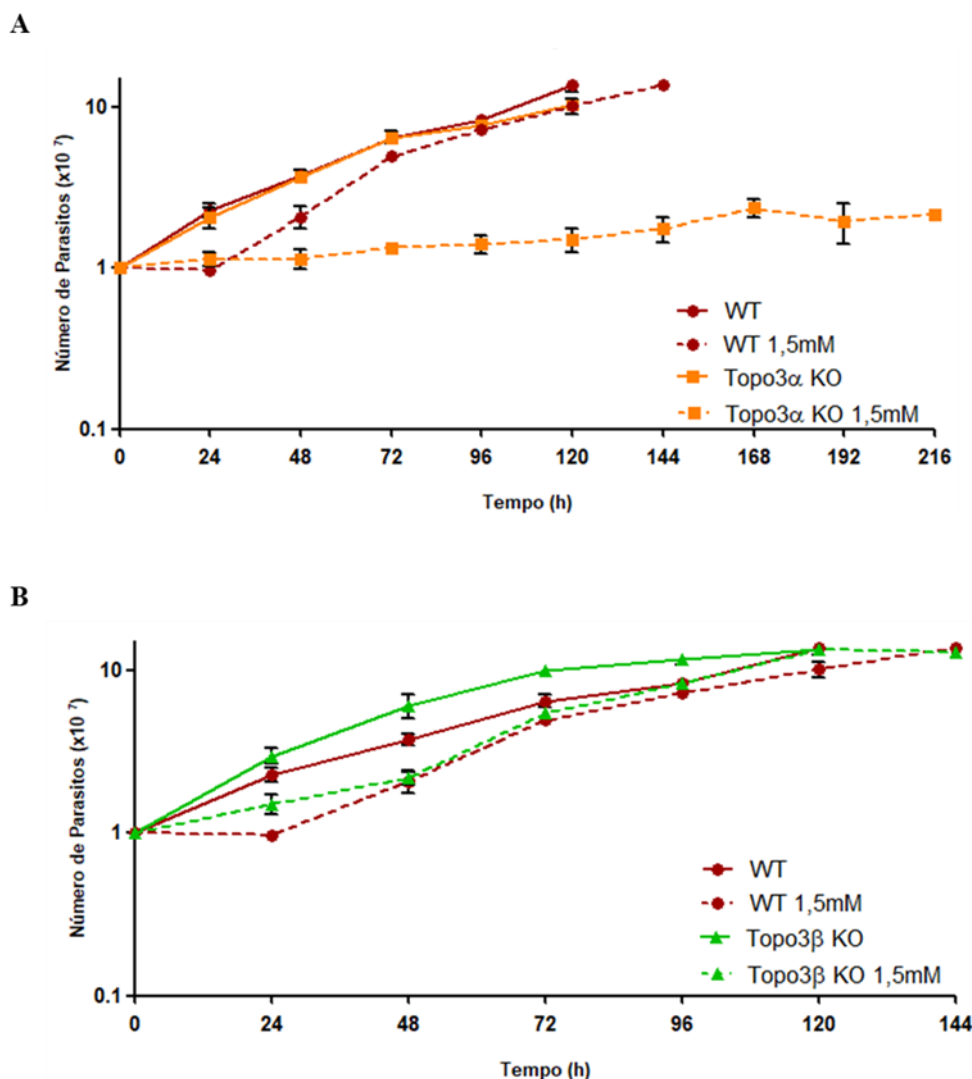 A
Número de Parasitos (x10 ⁷)
10
1
0.1
0 24 48 72 96 120 144 168 192 216
Tempo (h)
WT
WT 1,5mM
Topo3α KO
Topo3α KO 1,5mM
B
Número de Parasitos (x10 ⁷)
10
1
0.1
0 24 48 72 96 120 144
Tempo (h)
WT
WT 1,5mM
Topo3β KO
Topo3β KO 1,5mM